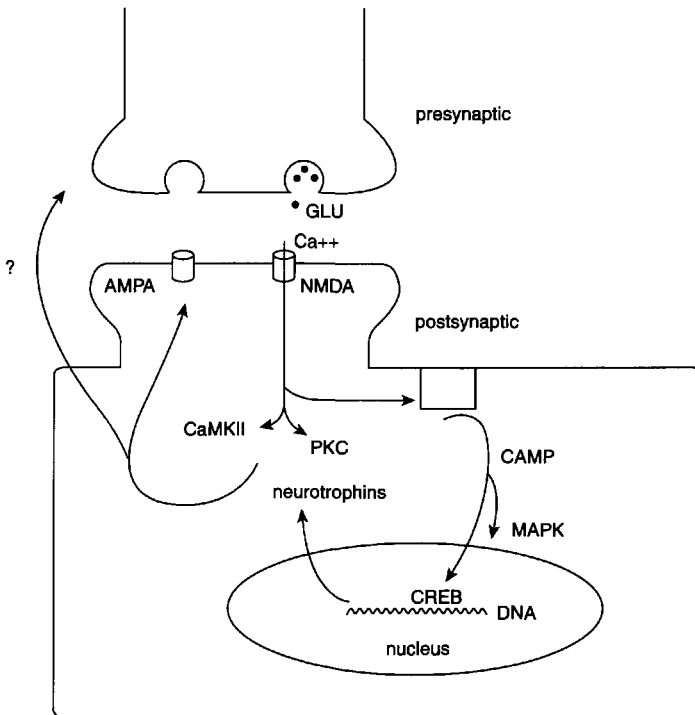 presynaptic
GLU
Ca++
?
AMPA
NMDA
postsynaptic
CaMKII
PKC
CAMP
neurotrophins
MAPK
CREB
DNA
nucleus